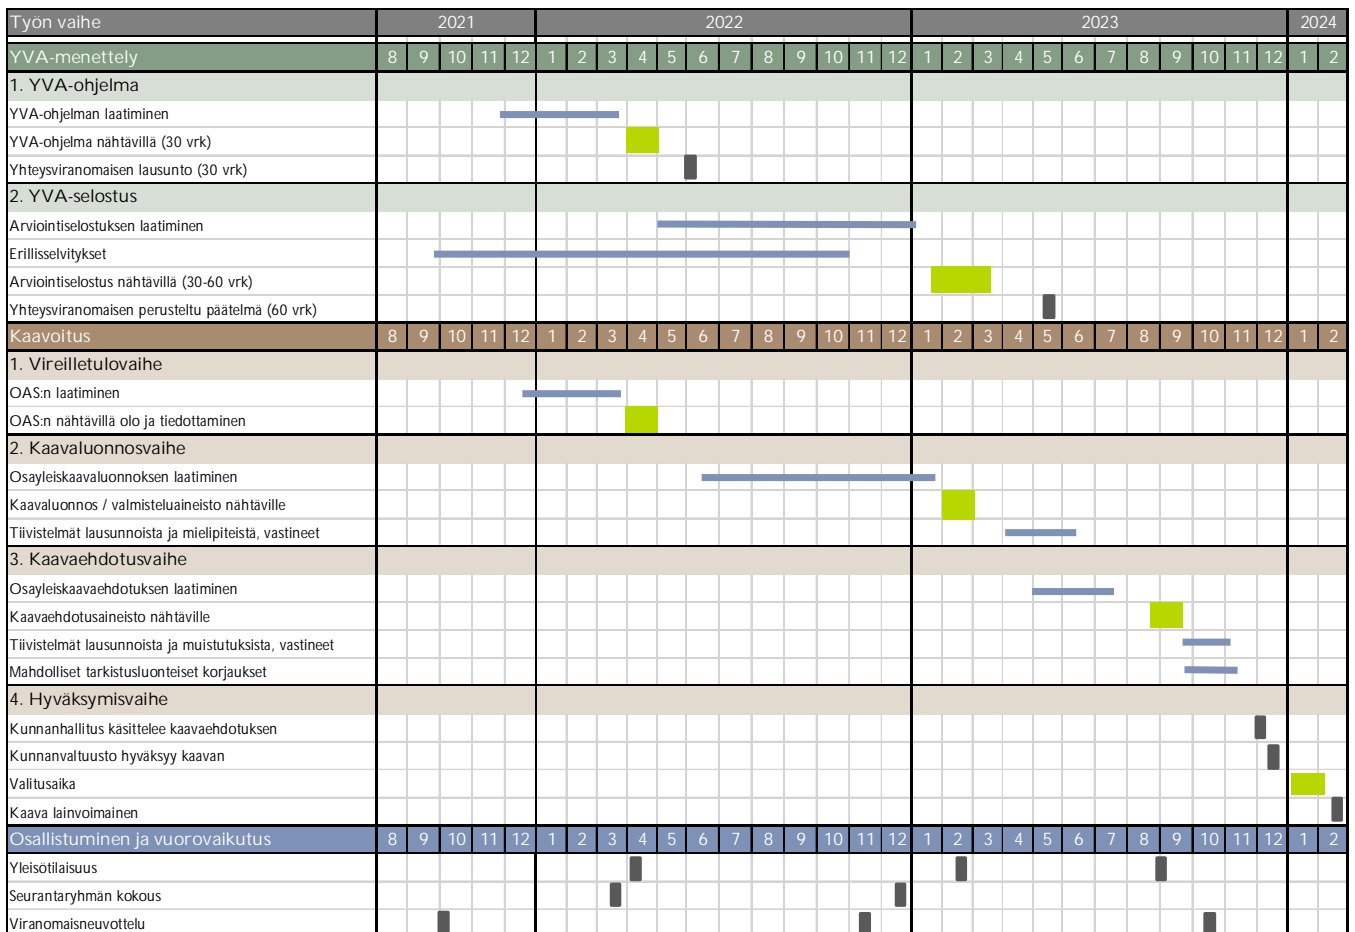 Työn vaihe 2021 2022 2023 2024
YVA-menettely 8 9 10 11 12 1 2 3 4 5 6 7 8 9 10 11 12 1 2 3 4 5 6 7 8 9 10 11 12 1 2
1. YVA-ohjelma
YVA-ohjelman laatiminen
YVA-ohjelma nähtävillä (30 vrk)
Yhteysviranomaisen lausunto (30 vrk)
2. YVA-selostus
Arviointiselostuksen laatiminen
Erillisselvitykset
Arviointiselostus nähtävillä (30-60 vrk)
Yhteysviranomaisen perusteltu päätelmä (60 vrk)
Kaavoitus 8 9 10 11 12 1 2 3 4 5 6 7 8 9 10 11 12 1 2 3 4 5 6 7 8 9 10 11 12 1 2
1. Vireilletulovaihe
OAS:n laatiminen
OAS:n nähtävillä olo ja tiedottaminen
2. Kaavaluonnosvaihe
Osayleiskaavaluonnoksen laatiminen
Kaavaluonnos / valmisteluaineisto nähtäville
Tiivistelmät lausunnoista ja mielipiteistä, vastineet
3. Kaavaehdotusvaihe
Osayleiskaavaehdotuksen laatiminen
Kaavaehdotusaineisto nähtäville
Tiivistelmät lausunnoista ja muistutuksista, vastineet
Mahdolliset tarkistusluonteiset korjaukset
4. Hyväksymisvaihe
Kunnanhallitus käsittelee kaavaehdotuksen
Kunnanvaltuusto hyväksyy kaavan
Valitusaika
Kaava lainvoimainen
Osallistuminen ja vuorovaikutus 8 9 10 11 12 1 2 3 4 5 6 7 8 9 10 11 12 1 2 3 4 5 6 7 8 9 10 11 12 1 2
Yleisötilaisuus
Seurantaryhmän kokous
Viranomaisneuvottelu